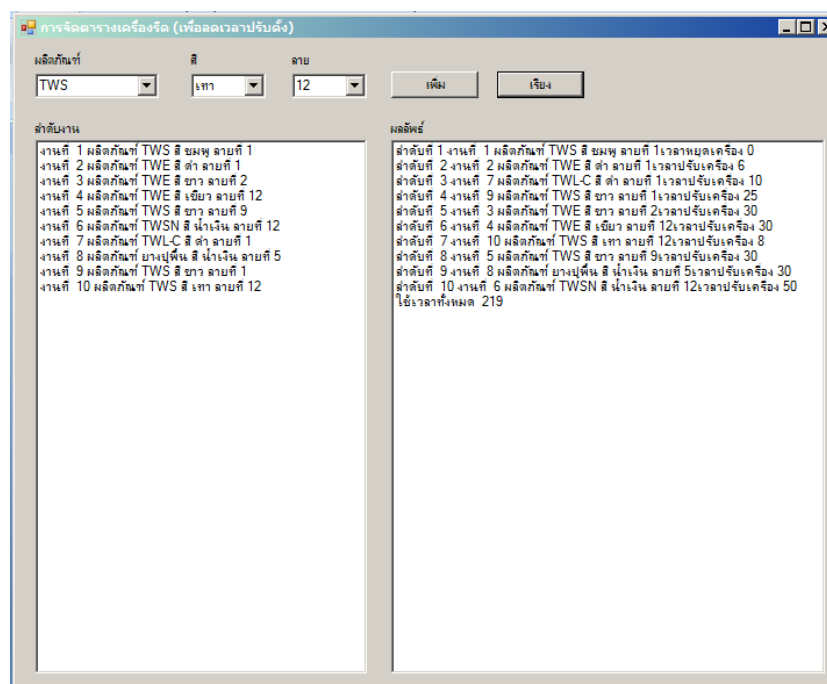 การจัดตารางเครื่องรีด (เพื่อลดเวลาปรับตั้ง)
ผลิตภัณฑ์ สี ลาย
TWS เทา 12 เพิ่ม เรียง
ลำดับงาน
งานที่ 1 ผลิตภัณฑ์ TWS สี ชมพู ลายที่ 1
งานที่ 2 ผลิตภัณฑ์ TWE สี ดำ ลายที่ 1
งานที่ 3 ผลิตภัณฑ์ TWE สี ขาว ลายที่ 2
งานที่ 4 ผลิตภัณฑ์ TWE สี เขียว ลายที่ 12
งานที่ 5 ผลิตภัณฑ์ TWS สี ขาว ลายที่ 9
งานที่ 6 ผลิตภัณฑ์ TWSN สี น้ำเงิน ลายที่ 12
งานที่ 7 ผลิตภัณฑ์ TWL-C สี ดำ ลายที่ 1
งานที่ 8 ผลิตภัณฑ์ ยางปูพื้น สี น้ำเงิน ลายที่ 5
งานที่ 9 ผลิตภัณฑ์ TWS สี ขาว ลายที่ 1
งานที่ 10 ผลิตภัณฑ์ TWS สี เทา ลายที่ 12
ผลลัพธ์
ลำดับที่ 1 งานที่ 1 ผลิตภัณฑ์ TWS สี ชมพู ลายที่ 1เวลาหยุดเครื่อง 0
ลำดับที่ 2 งานที่ 2 ผลิตภัณฑ์ TWE สี ดำ ลายที่ 1เวลาปรับเครื่อง 6
ลำดับที่ 3 งานที่ 7 ผลิตภัณฑ์ TWL-C สี ดำ ลายที่ 1เวลาปรับเครื่อง 10
ลำดับที่ 4 งานที่ 9 ผลิตภัณฑ์ TWS สี ขาว ลายที่ 1เวลาปรับเครื่อง 25
ลำดับที่ 5 งานที่ 3 ผลิตภัณฑ์ TWE สี ขาว ลายที่ 2เวลาปรับเครื่อง 30
ลำดับที่ 6 งานที่ 4 ผลิตภัณฑ์ TWE สี เขียว ลายที่ 12เวลาปรับเครื่อง 30
ลำดับที่ 7 งานที่ 10 ผลิตภัณฑ์ TWS สี เทา ลายที่ 12เวลาปรับเครื่อง 8
ลำดับที่ 8 งานที่ 5 ผลิตภัณฑ์ TWS สี ขาว ลายที่ 9เวลาปรับเครื่อง 30
ลำดับที่ 9 งานที่ 8 ผลิตภัณฑ์ ยางปูพื้น สี น้ำเงิน ลายที่ 5เวลาปรับเครื่อง 30
ลำดับที่ 10 งานที่ 6 ผลิตภัณฑ์ TWSN สี น้ำเงิน ลายที่ 12เวลาปรับเครื่อง 50
ใช้เวลาทั้งหมด 219